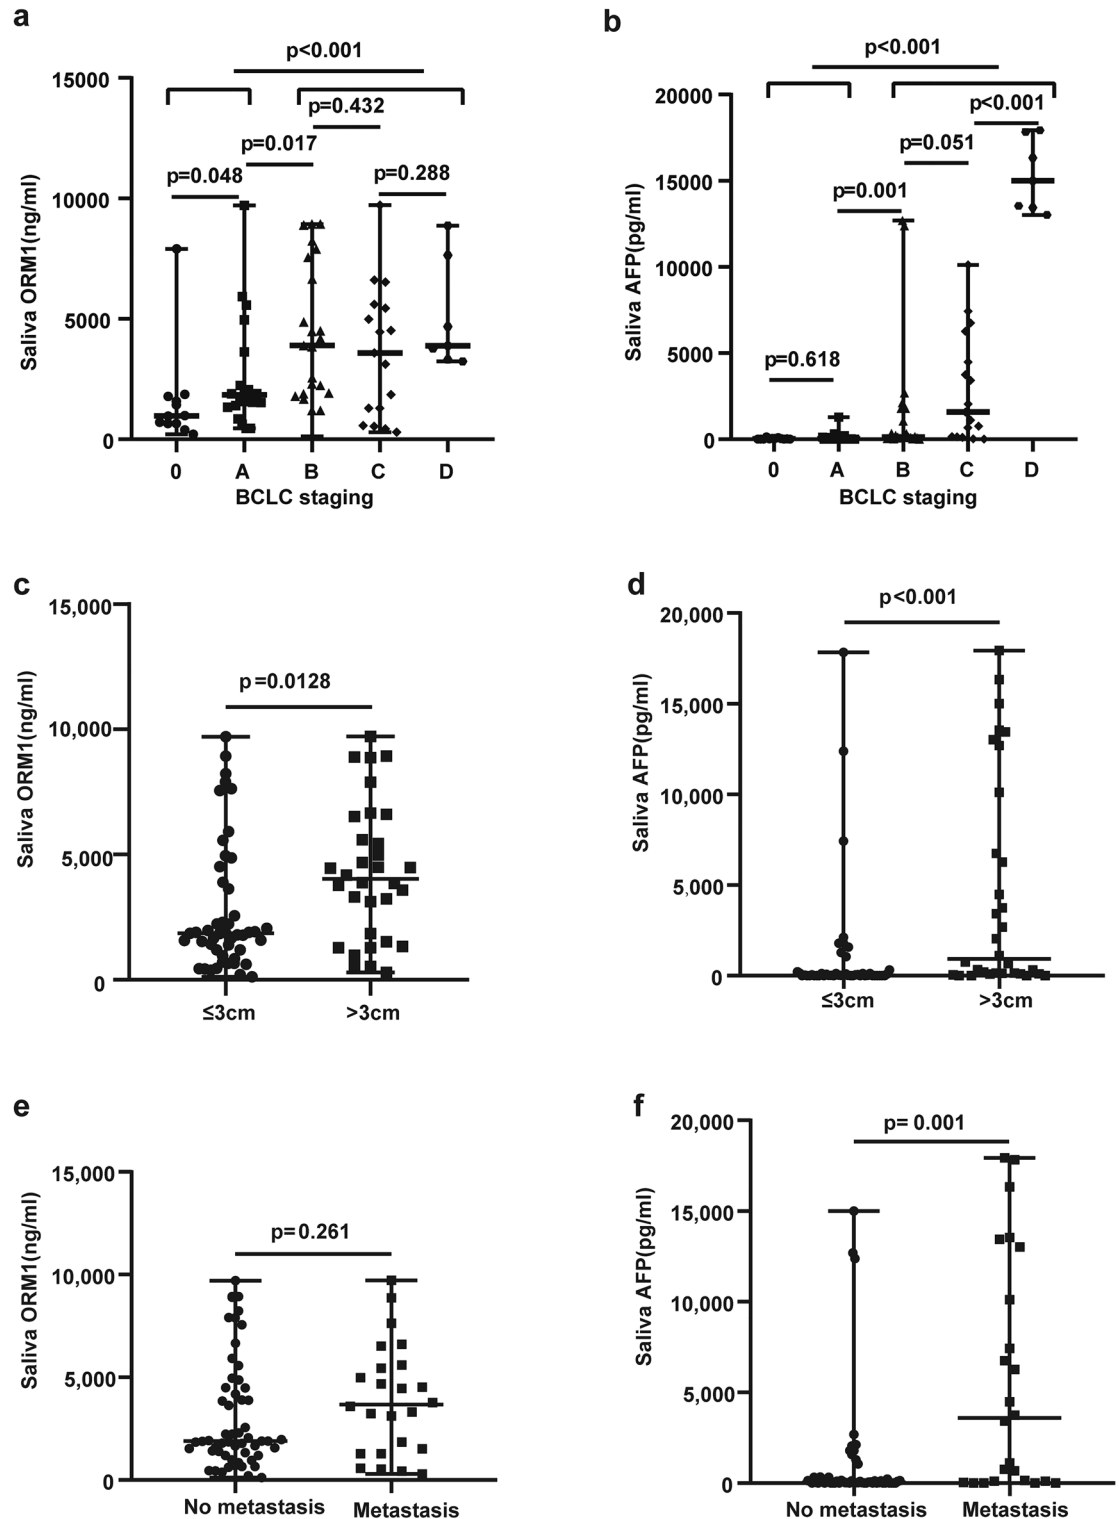 a
p<0.001
15000
p=0.432
p=0.017
p=0.048
p=0.288
10000
5000
0
Saliva ORM1(ng/ml)
0 A B C D
BCLC staging
b
p<0.001
20000
p<0.001
p=0.051
15000
p=0.001
10000
5000
p=0.618
0
Saliva AFP(pg/ml)
0 A B C D
BCLC staging
c
15,000
p=0.0128
10,000
5,000
0
Saliva ORM1(ng/ml)
≤3cm >3cm
d
p<0.001
20,000
15,000
10,000
5,000
0
Saliva AFP(pg/ml)
≤3cm >3cm
e
15,000
p=0.261
10,000
5,000
0
Saliva ORM1(ng/ml)
No metastasis Metastasis
f
20,000
p= 0.001
15,000
10,000
5,000
0
Saliva AFP(pg/ml)
No metastasis Metastasis